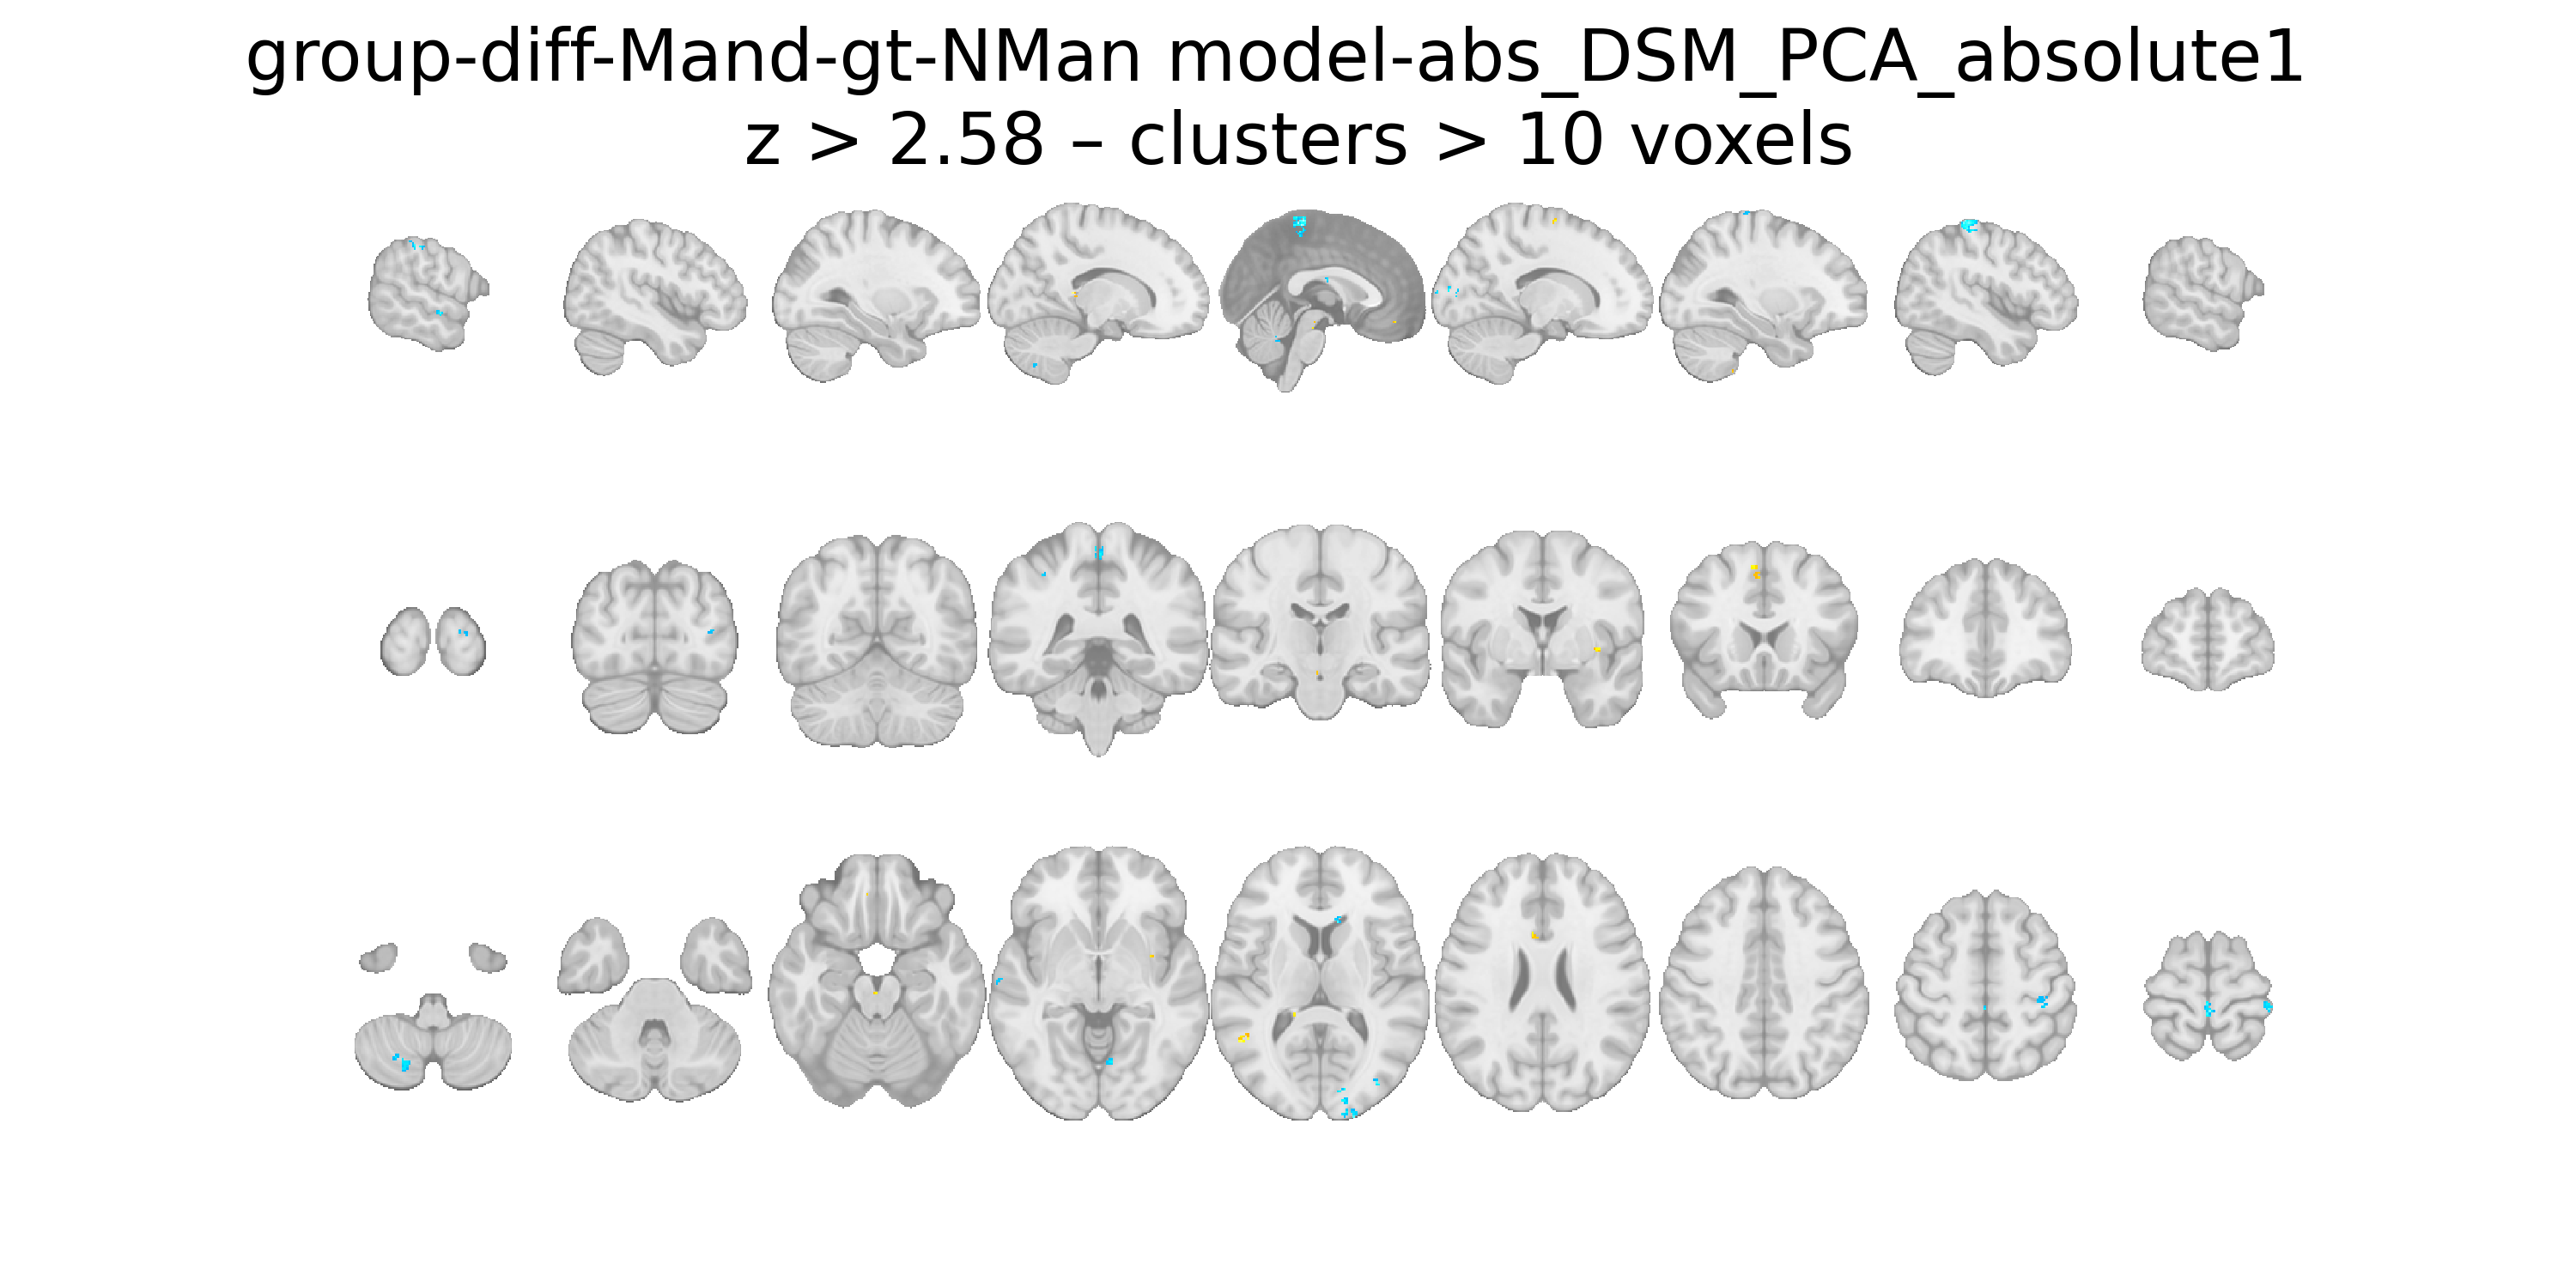 group-diff-Mand-gt-NMan model-abs_DSM_PCA_absolute1
z > 2.58 – clusters > 10 voxels